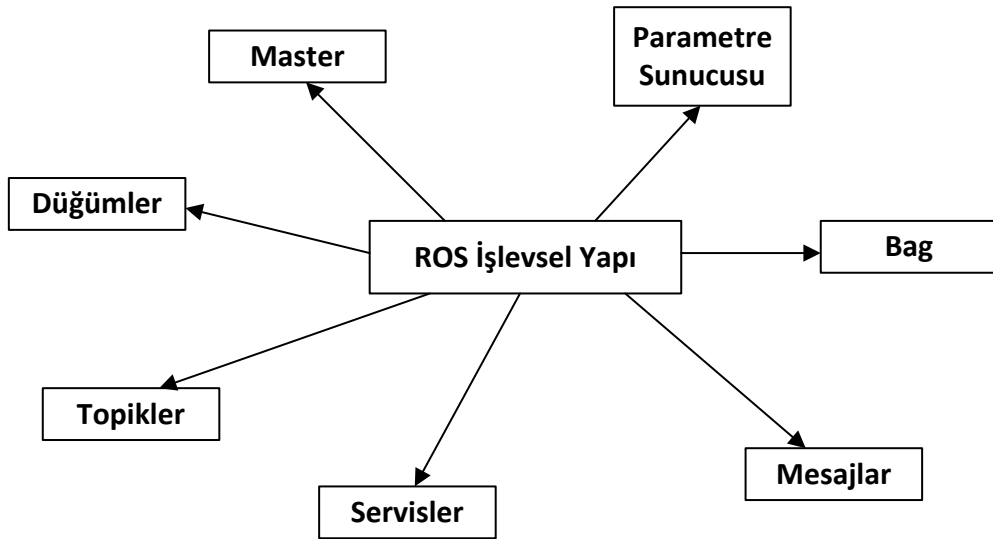 Master
Parametre
Sunucusu
Düğümler
ROS İşlevsel Yapı
Bag
Topikler
Mesajlar
Servisler